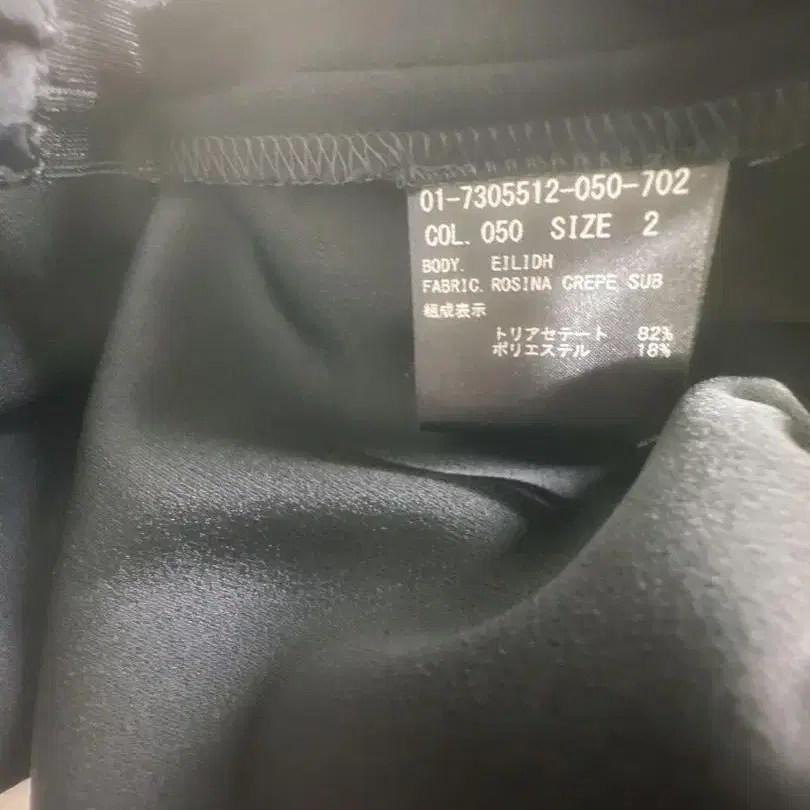 01-7305512-050-702
COL. 050 SIZE 2
BODY. EILIDH
FABRIC. ROSINA CREPE SUB
組成表示
トリアセテート 82%
ポリエステル 18%